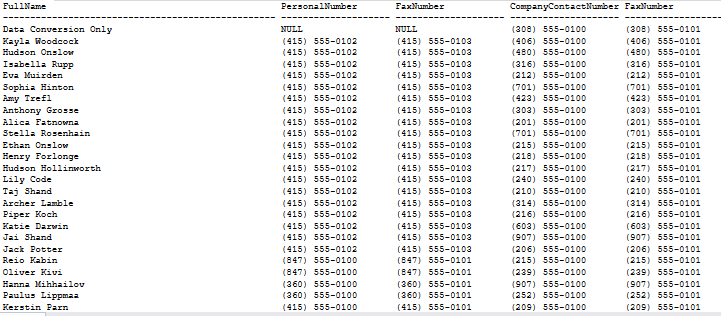 FullName PersonalNumber FaxNumber CompanyContactNumber FaxNumber
Data Conversion Only NULL NULL (308) 555-0100 (308) 555-0101
Kayla Woodcock (415) 555-0102 (415) 555-0103 (406) 555-0100 (406) 555-0101
Hudson Onslow (415) 555-0102 (415) 555-0103 (480) 555-0100 (480) 555-0101
Isabella Rupp (415) 555-0102 (415) 555-0103 (316) 555-0100 (316) 555-0101
Eva Muirden (415) 555-0102 (415) 555-0103 (212) 555-0100 (212) 555-0101
Sophia Hinton (415) 555-0102 (415) 555-0103 (701) 555-0100 (701) 555-0101
Amy Trefl (415) 555-0102 (415) 555-0103 (423) 555-0100 (423) 555-0101
Anthony Grosse (415) 555-0102 (415) 555-0103 (303) 555-0100 (303) 555-0101
Alica Fatnowna (415) 555-0102 (415) 555-0103 (201) 555-0100 (201) 555-0101
Stella Rosenhain (415) 555-0102 (415) 555-0103 (701) 555-0100 (701) 555-0101
Ethan Onslow (415) 555-0102 (415) 555-0103 (215) 555-0100 (215) 555-0101
Henry Forlonge (415) 555-0102 (415) 555-0103 (218) 555-0100 (218) 555-0101
Hudson Hollinworth (415) 555-0102 (415) 555-0103 (217) 555-0100 (217) 555-0101
Lily Code (415) 555-0102 (415) 555-0103 (240) 555-0100 (240) 555-0101
Taj Shand (415) 555-0102 (415) 555-0103 (210) 555-0100 (210) 555-0101
Archer Lamble (415) 555-0102 (415) 555-0103 (314) 555-0100 (314) 555-0101
Piper Koch (415) 555-0102 (415) 555-0103 (216) 555-0100 (216) 555-0101
Katie Darwin (415) 555-0102 (415) 555-0103 (603) 555-0100 (603) 555-0101
Jai Shand (415) 555-0102 (415) 555-0103 (907) 555-0100 (907) 555-0101
Jack Potter (415) 555-0102 (415) 555-0103 (206) 555-0100 (206) 555-0101
Reio Kabin (847) 555-0100 (847) 555-0101 (215) 555-0100 (215) 555-0101
Oliver Kivi (847) 555-0100 (847) 555-0101 (239) 555-0100 (239) 555-0101
Hanna Mihhailov (360) 555-0100 (360) 555-0101 (907) 555-0100 (907) 555-0101
Paulus Lippmaa (360) 555-0100 (360) 555-0101 (252) 555-0100 (252) 555-0101
Kerstin Parn (415) 555-0100 (415) 555-0101 (209) 555-0100 (209) 555-0101